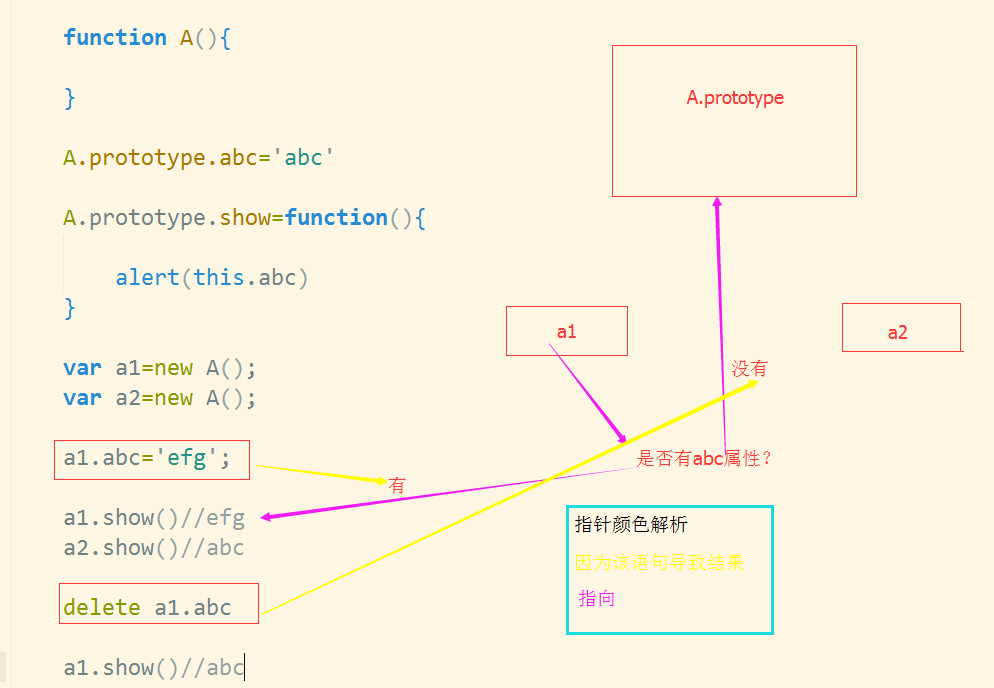 function A(){
}
A.prototype.abc='abc'
A.prototype.show=function(){
alert(this.abc)
}
var a1=new A();
var a2=new A();
a1.abc='efg';
a1.show()//efg
a2.show()//abc
delete a1.abc
a1.show()//abc
A.prototype
a1
a2
没有
是否有abc属性？
有
指针颜色解析
因为该语句导致结果
指向